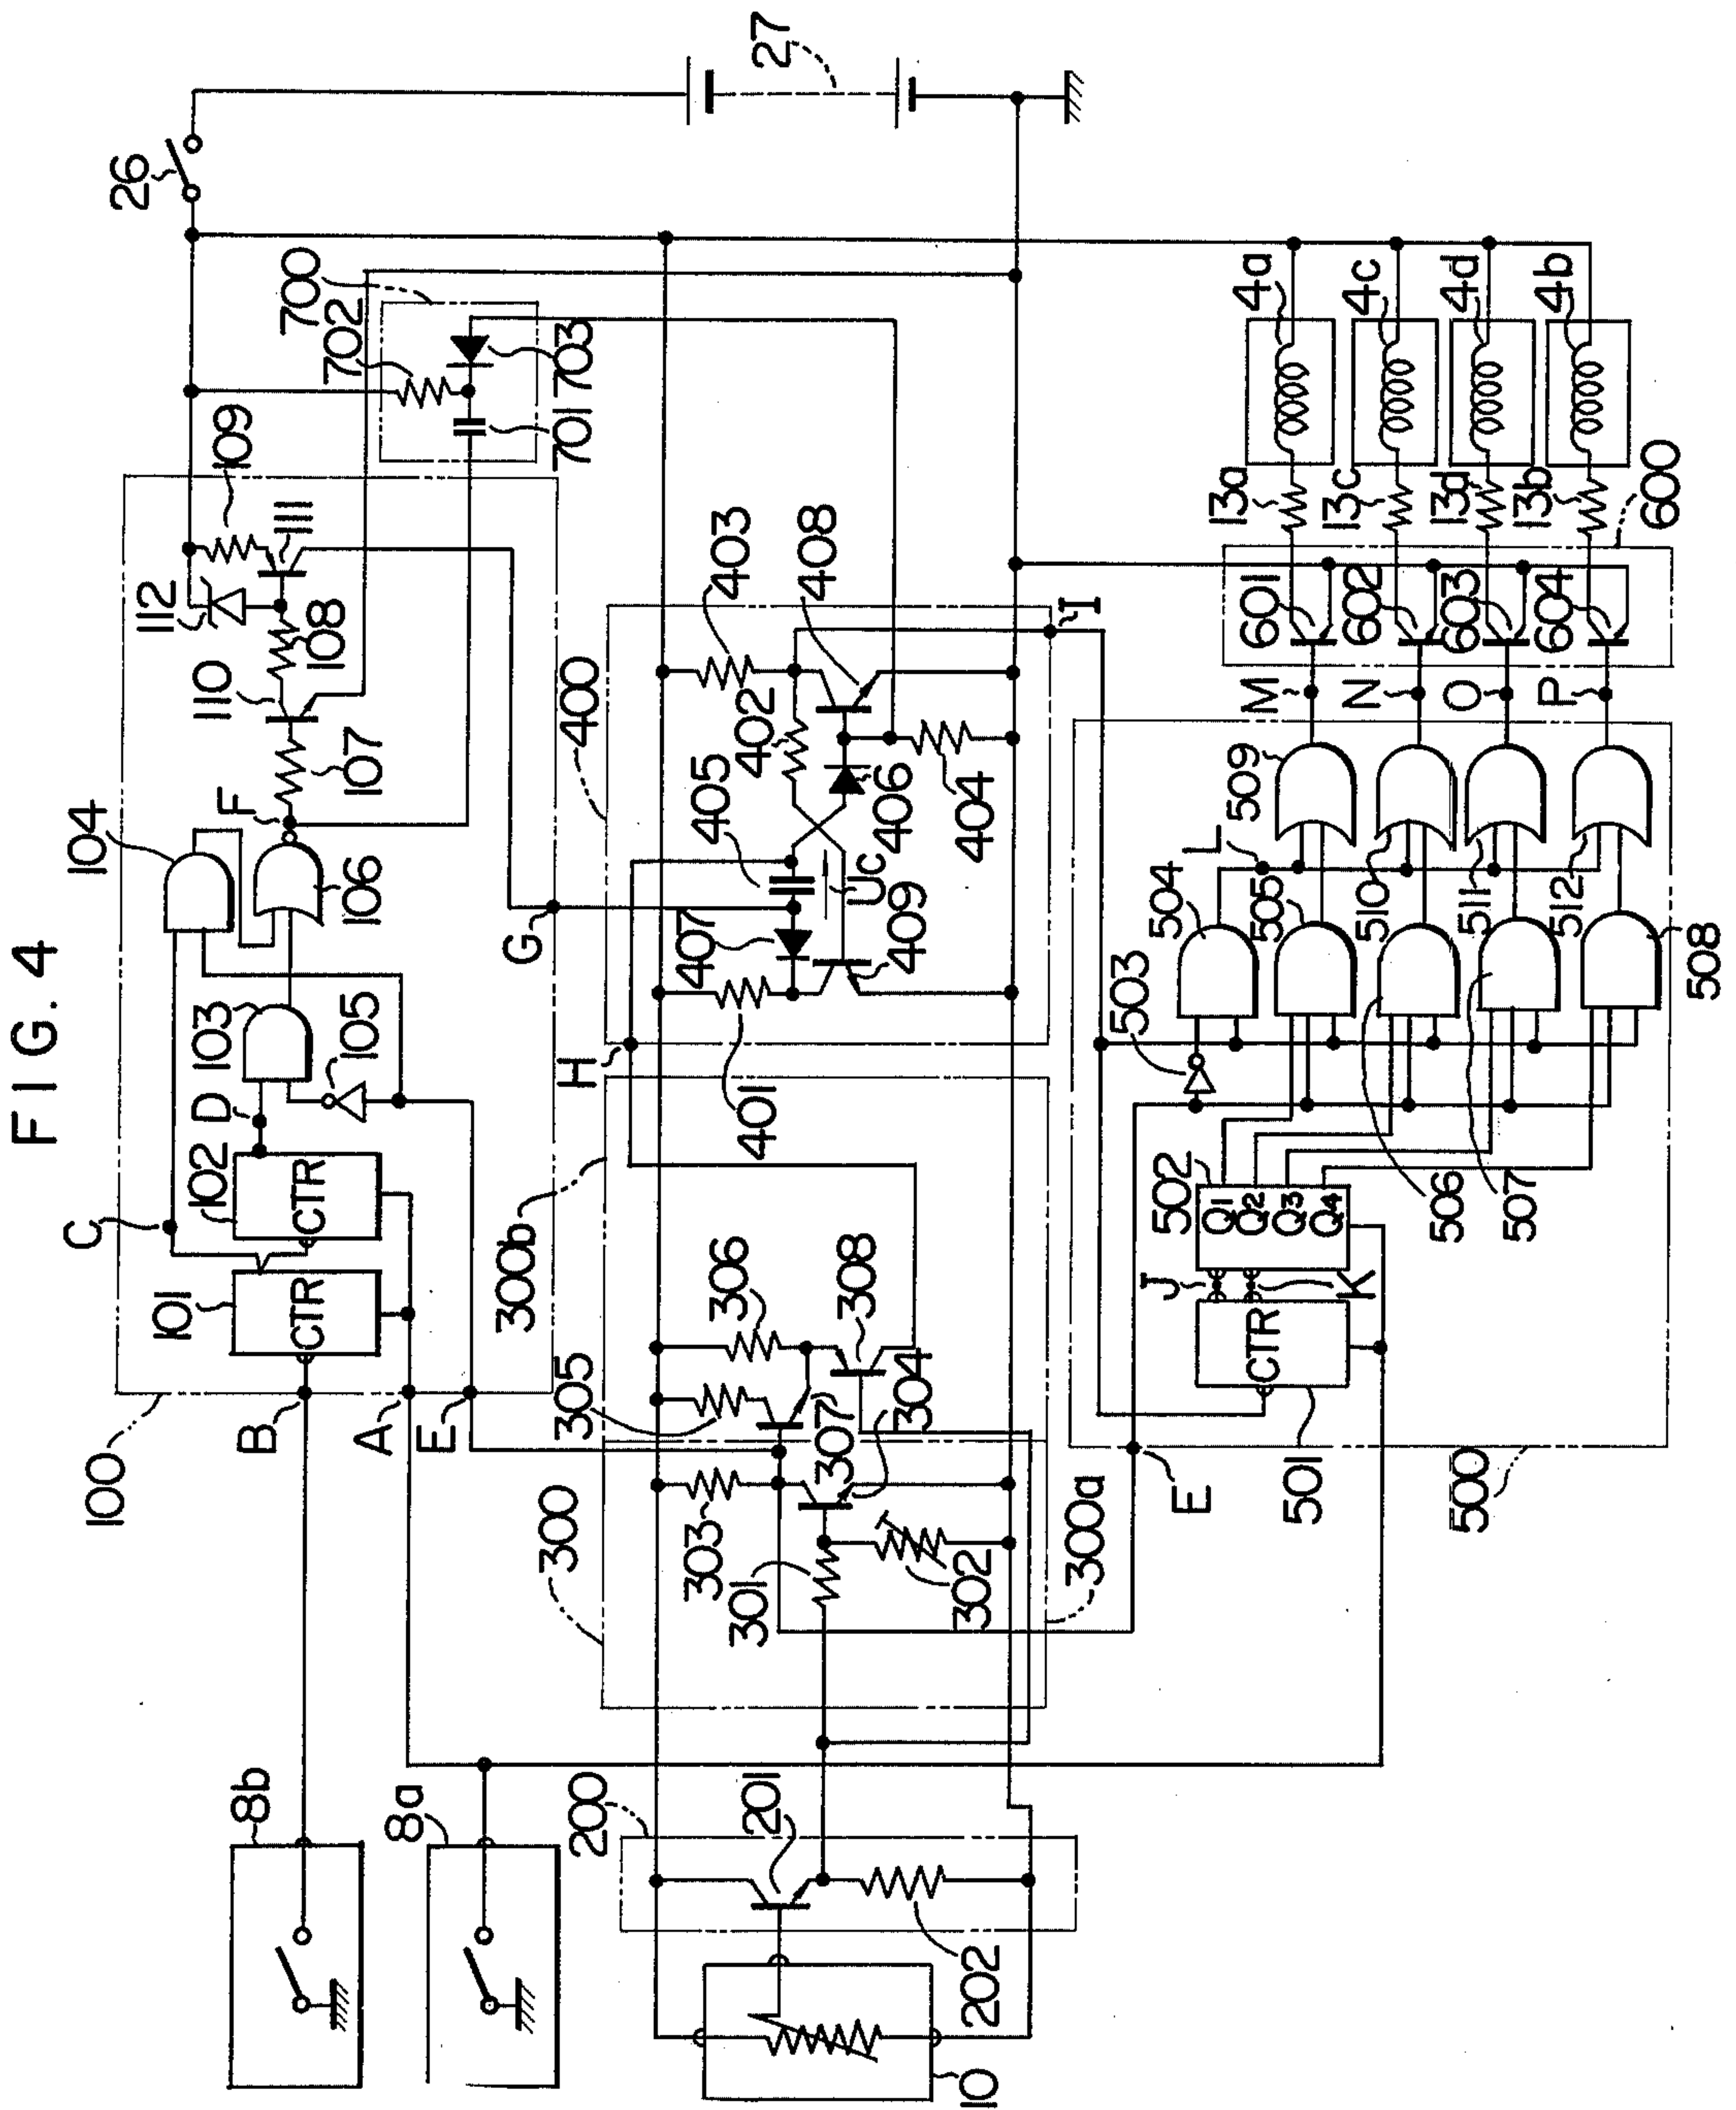 FIG. 4
100
101
CTR
102
CTR
103
104
105
106
107
108
109
110
111
112
A
B
C
D
E
F
G
26
27
700
701
702
703
8b
8a
10
200
201
202
300
300a
300b
301
302
303
304
305
306
307
308
400
401
402
403
404
405
406
407
408
409
Uc
H
I
500
501
CTR
502
Q1
Q2
Q3
Q4
J
K
E
503
504
505
506
507
508
509
510
511
512
L
M
N
O
P
600
601
602
603
604
13a
13c
13d
13b
4a
4c
4d
4b